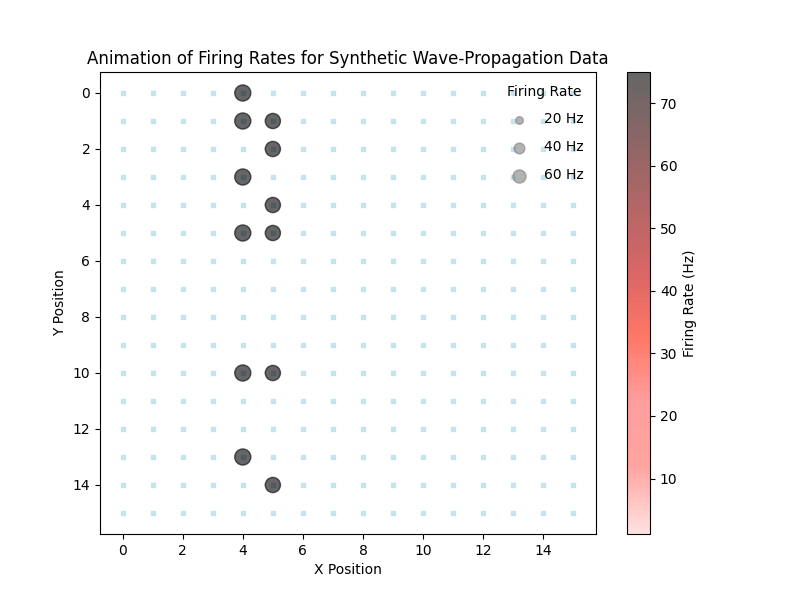 Animation of Firing Rates for Synthetic Wave-Propagation Data
Firing Rate
20 Hz
40 Hz
60 Hz
0
2
4
6
8
10
12
14
Y Position
0
2
4
6
8
10
12
14
X Position
70
60
50
40
30
20
10
Firing Rate (Hz)